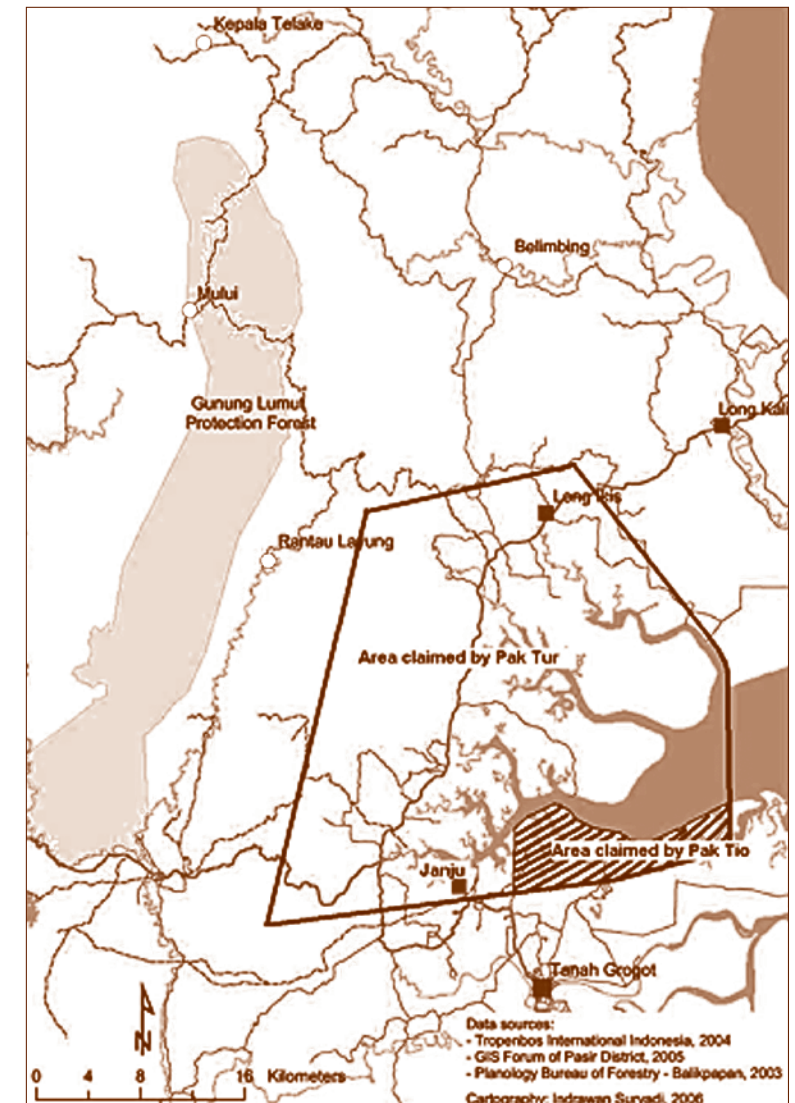 Kepala Telake
Belimbing
Mului
Gunung Lumut
Protection Forest
Long Kali
Long Ikis
Rantau Layung
Area claimed by Pak Tur
Area claimed by Pak Tio
Janju
Tanah Grogot
Data sources:
- Tropenbos International Indonesia, 2004
- GIS Forum of Pasir District, 2005
- Planology Bureau of Forestry - Balikpapan, 2003
Cartography: Indrawan Suryadi, 2006
N
0 4 8 16 Kilometers